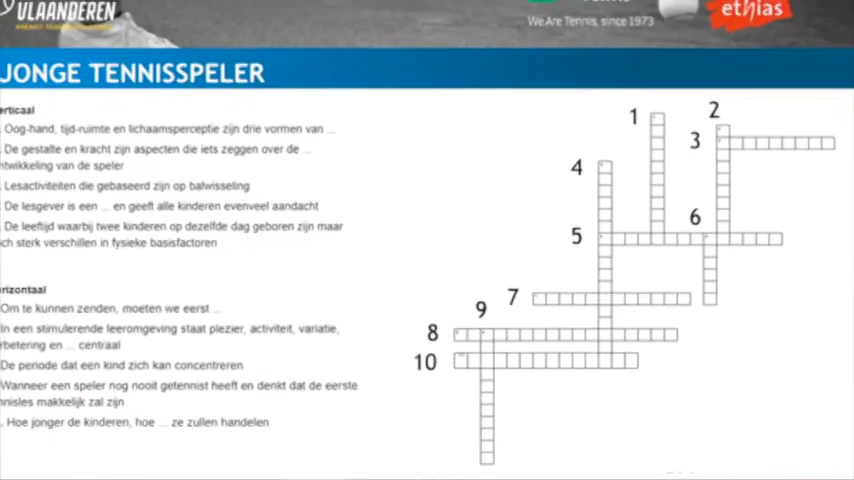 VLAANDEREN
We Are Tennis, since 1973
ethias
JONGE TENNISSPELER
erticaal
Oog-hand, tijd-ruimte en lichaamsperceptie zijn drie vormen van ...
De gestalte en kracht zijn aspecten die iets zeggen over de ...
ntwikkeling van de speler
Lesactiviteiten die gebaseerd zijn op balwisseling
De lesgever is een ... en geeft alle kinderen evenveel aandacht
De leeftijd waarbij twee kinderen op dezelfde dag geboren zijn maar
ch sterk verschillen in fysieke basisfactoren
rizontaal
Om te kunnen zenden, moeten we eerst ...
In een stimulerende leeromgeving staat plezier, activiteit, variatie,
rbetering en ... centraal
De periode dat een kind zich kan concentreren
Wanneer een speler nog nooit getennist heeft en denkt dat de eerste
nnisles makkelijk zal zijn
. Hoe jonger de kinderen, hoe ... ze zullen handelen
1
2
3
4
5
6
7
8
9
10